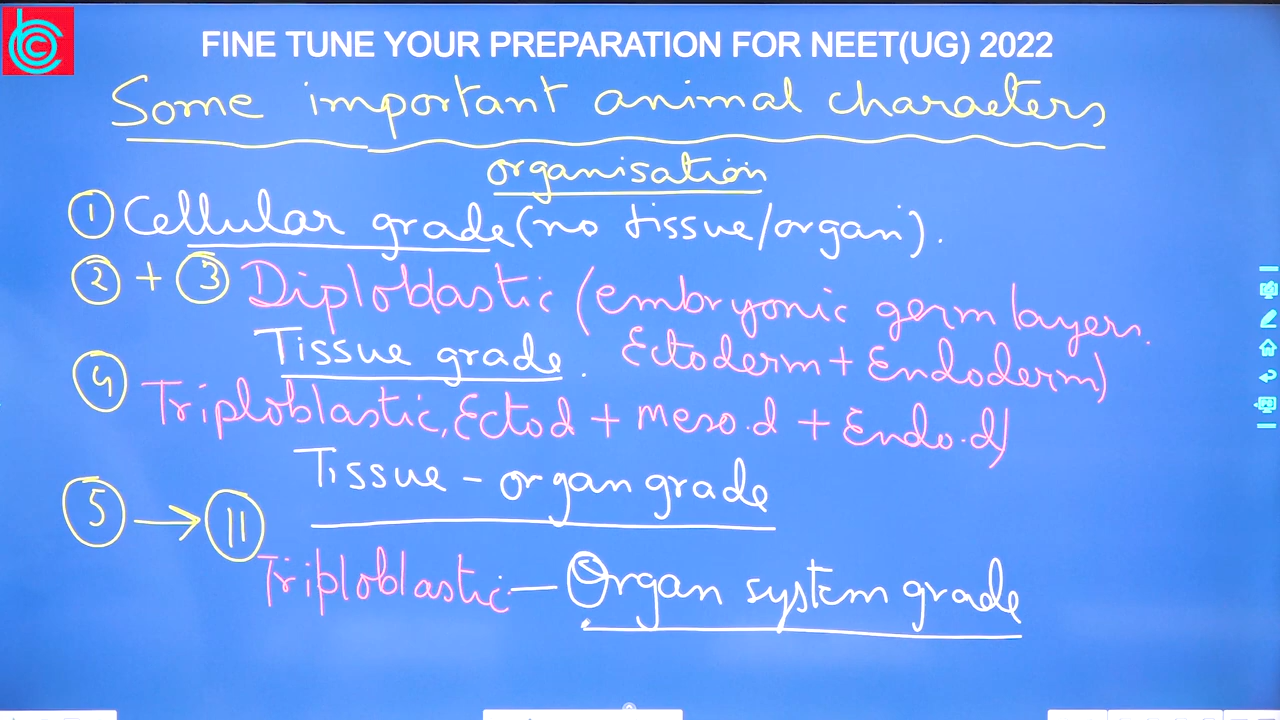 FINE TUNE YOUR PREPARATION FOR NEET(UG) 2022
Some important animal characters
organisation
① Cellular grade (no tissue/organ).
② + ③ Diploblastic (embryonic germ layers.
Tissue grade. Ectoderm + Endoderm)
④ Triploblastic, Ectod + meso.d + Endo.d)
Tissue - organ grade
⑤ → ⑪
Triploblastic — Organ system grade